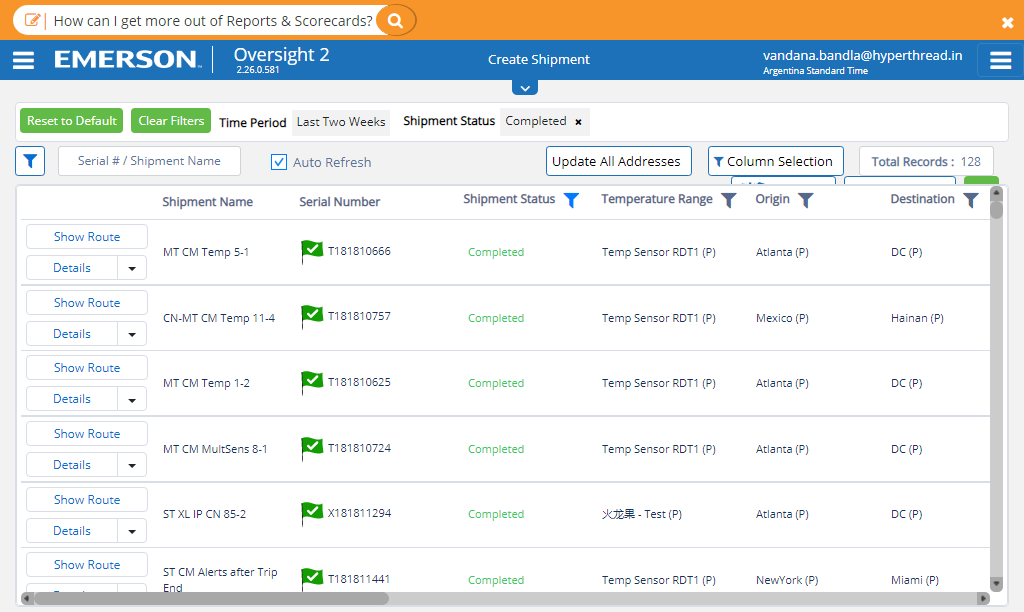 How can I get more out of Reports & Scorecards?
EMERSON
Oversight 2
2.26.0.581
Create Shipment
vandana.bandla@hyperthread.in
Argentina Standard Time
Reset to Default Clear Filters Time Period Last Two Weeks Shipment Status Completed ×
Serial # / Shipment Name Auto Refresh Update All Addresses Column Selection Total Records : 128
Shipment Name Serial Number Shipment Status Temperature Range Origin Destination
Show Route
Details
MT CM Temp 5-1 T181810666 Completed Temp Sensor RDT1 (P) Atlanta (P) DC (P)
Show Route
Details
CN-MT CM Temp 11-4 T181810757 Completed Temp Sensor RDT1 (P) Mexico (P) Hainan (P)
Show Route
Details
MT CM Temp 1-2 T181810625 Completed Temp Sensor RDT1 (P) Atlanta (P) DC (P)
Show Route
Details
MT CM MultSens 8-1 T181810724 Completed Temp Sensor RDT1 (P) Atlanta (P) DC (P)
Show Route
Details
ST XL IP CN 85-2 X181811294 Completed 火龙果 - Test (P) Atlanta (P) DC (P)
Show Route
ST CM Alerts after Trip
End
T181811441 Completed Temp Sensor RDT1 (P) NewYork (P) Miami (P)